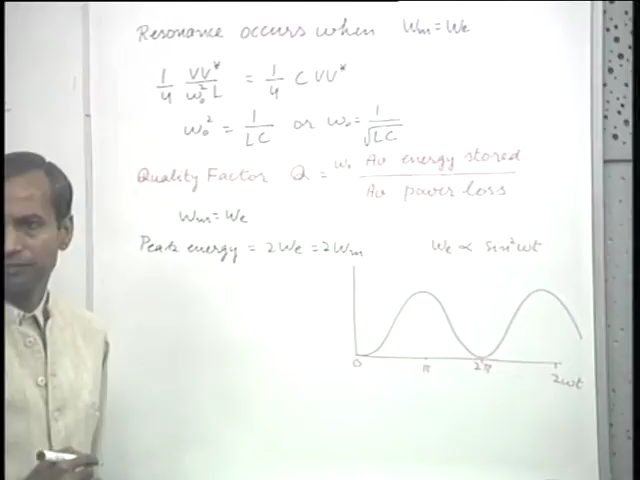 Resonance occurs when Wm = We
1/4 VV*/ω₀²L = 1/4 C VV*
ω₀² = 1/LC or ω₀ = 1/√LC
Quality Factor Q = ω₀ Av energy stored / Av power loss
Wm = We
Peak energy = 2We = 2Wm We ∝ sin²ωt
0 π 2π 2ωt